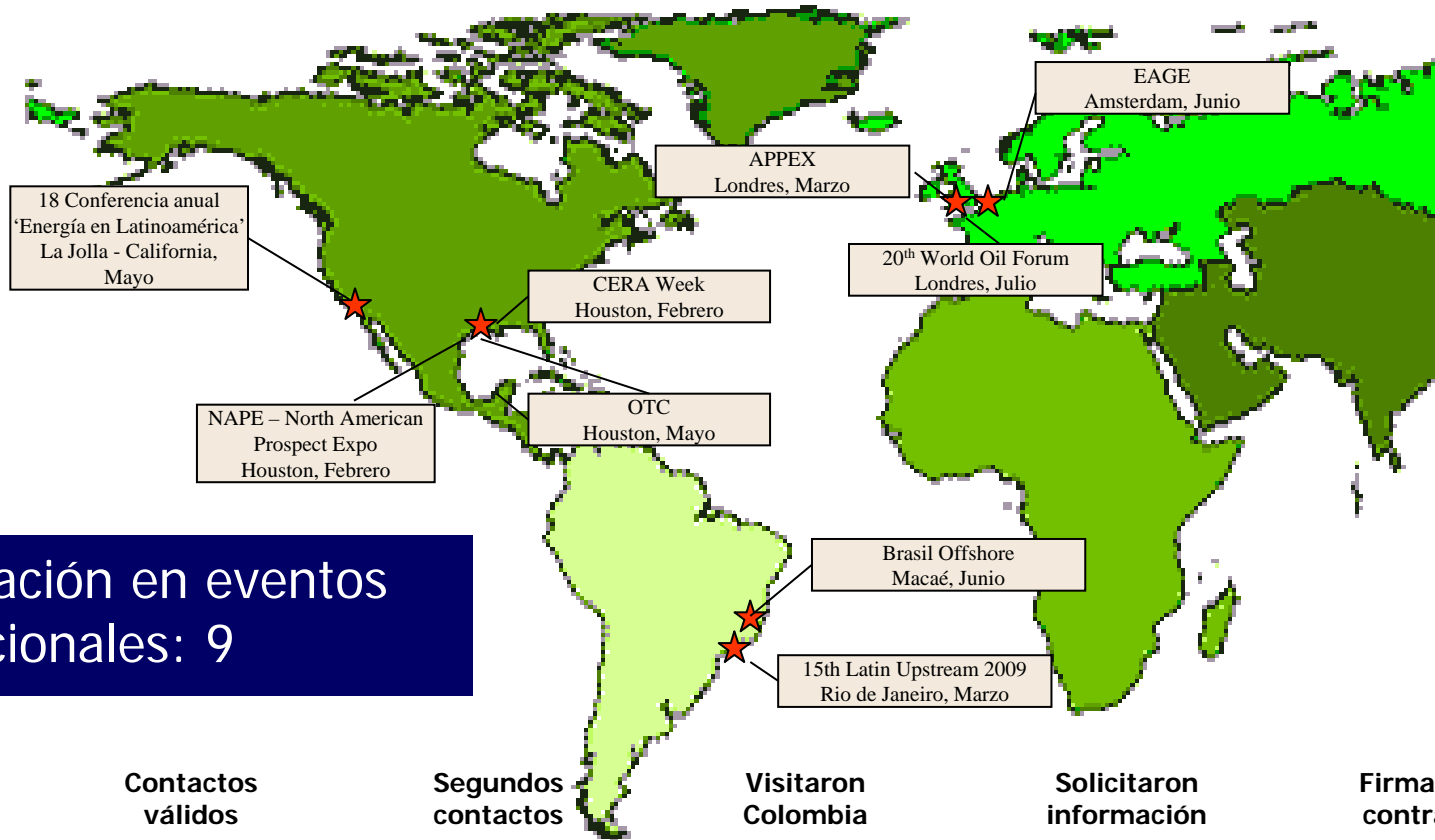 EAGE
Amsterdam, Junio
APPEX
Londres, Marzo
18 Conferencia anual
‘Energía en Latinoamérica’
La Jolla - California,
Mayo
20th World Oil Forum
Londres, Julio
CERA Week
Houston, Febrero
NAPE – North American
Prospect Expo
Houston, Febrero
OTC
Houston, Mayo
Brasil Offshore
Macaé, Junio
15th Latin Upstream 2009
Rio de Janeiro, Marzo
ación en eventos
cionales: 9
Contactos
válidos
Segundos
contactos
Visitaron
Colombia
Solicitaron
información
Firma
contra